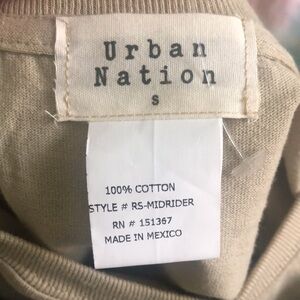 Urban
Nation
S
100% COTTON
STYLE # RS-MIDRIDER
RN # 151367
MADE IN MEXICO